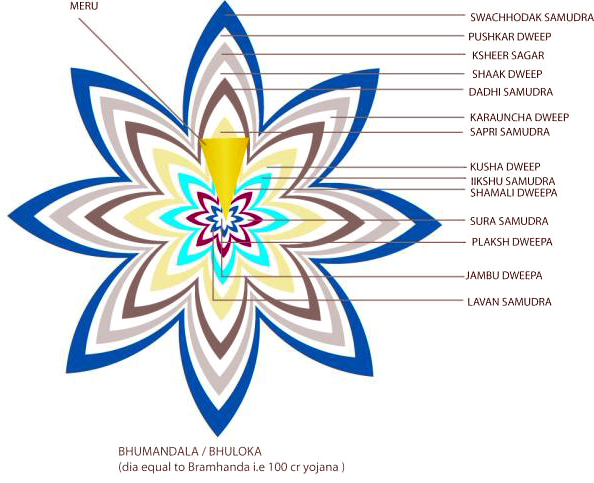 MERU
SWACHHODAK SAMUDRA
PUSHKAR DWEEP
KSHEER SAGAR
SHAAK DWEEP
DADHI SAMUDRA
KARAUNCHA DWEEP
SAPRI SAMUDRA
KUSHA DWEEP
IIKSHU SAMUDRA
SHAMALI DWEEPA
SURA SAMUDRA
PLAKSH DWEEPA
JAMBU DWEEPA
LAVAN SAMUDRA
BHUMANDALA / BHULOKA
(dia equal to Bramhanda i.e 100 cr yojana )